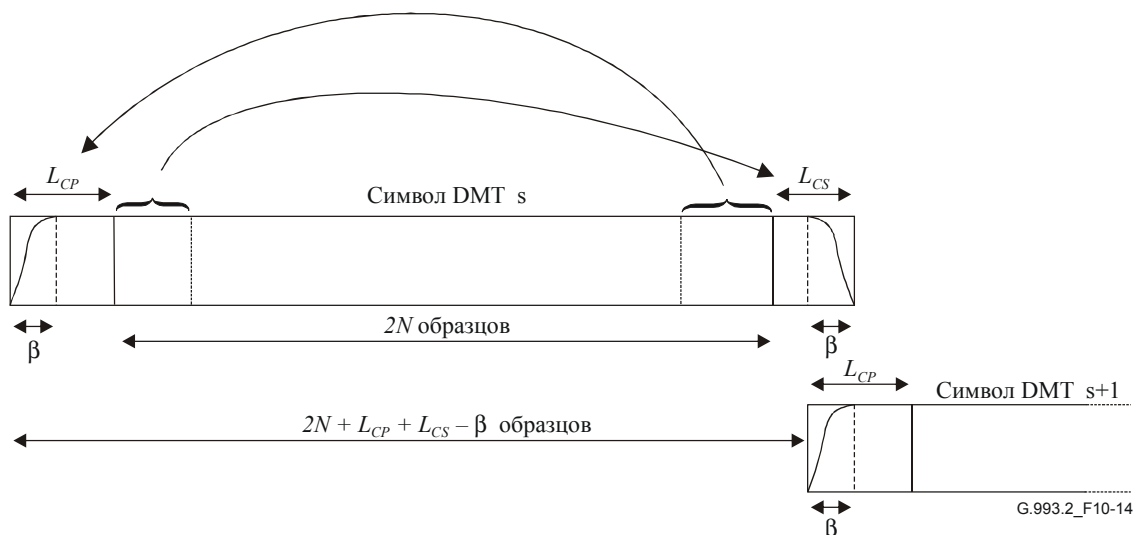 L_CP
Символ DMT s
L_CS
2N образцов
β
β
L_CP
Символ DMT s+1
2N + L_CP + L_CS – β образцов
β
G.993.2_F10-14